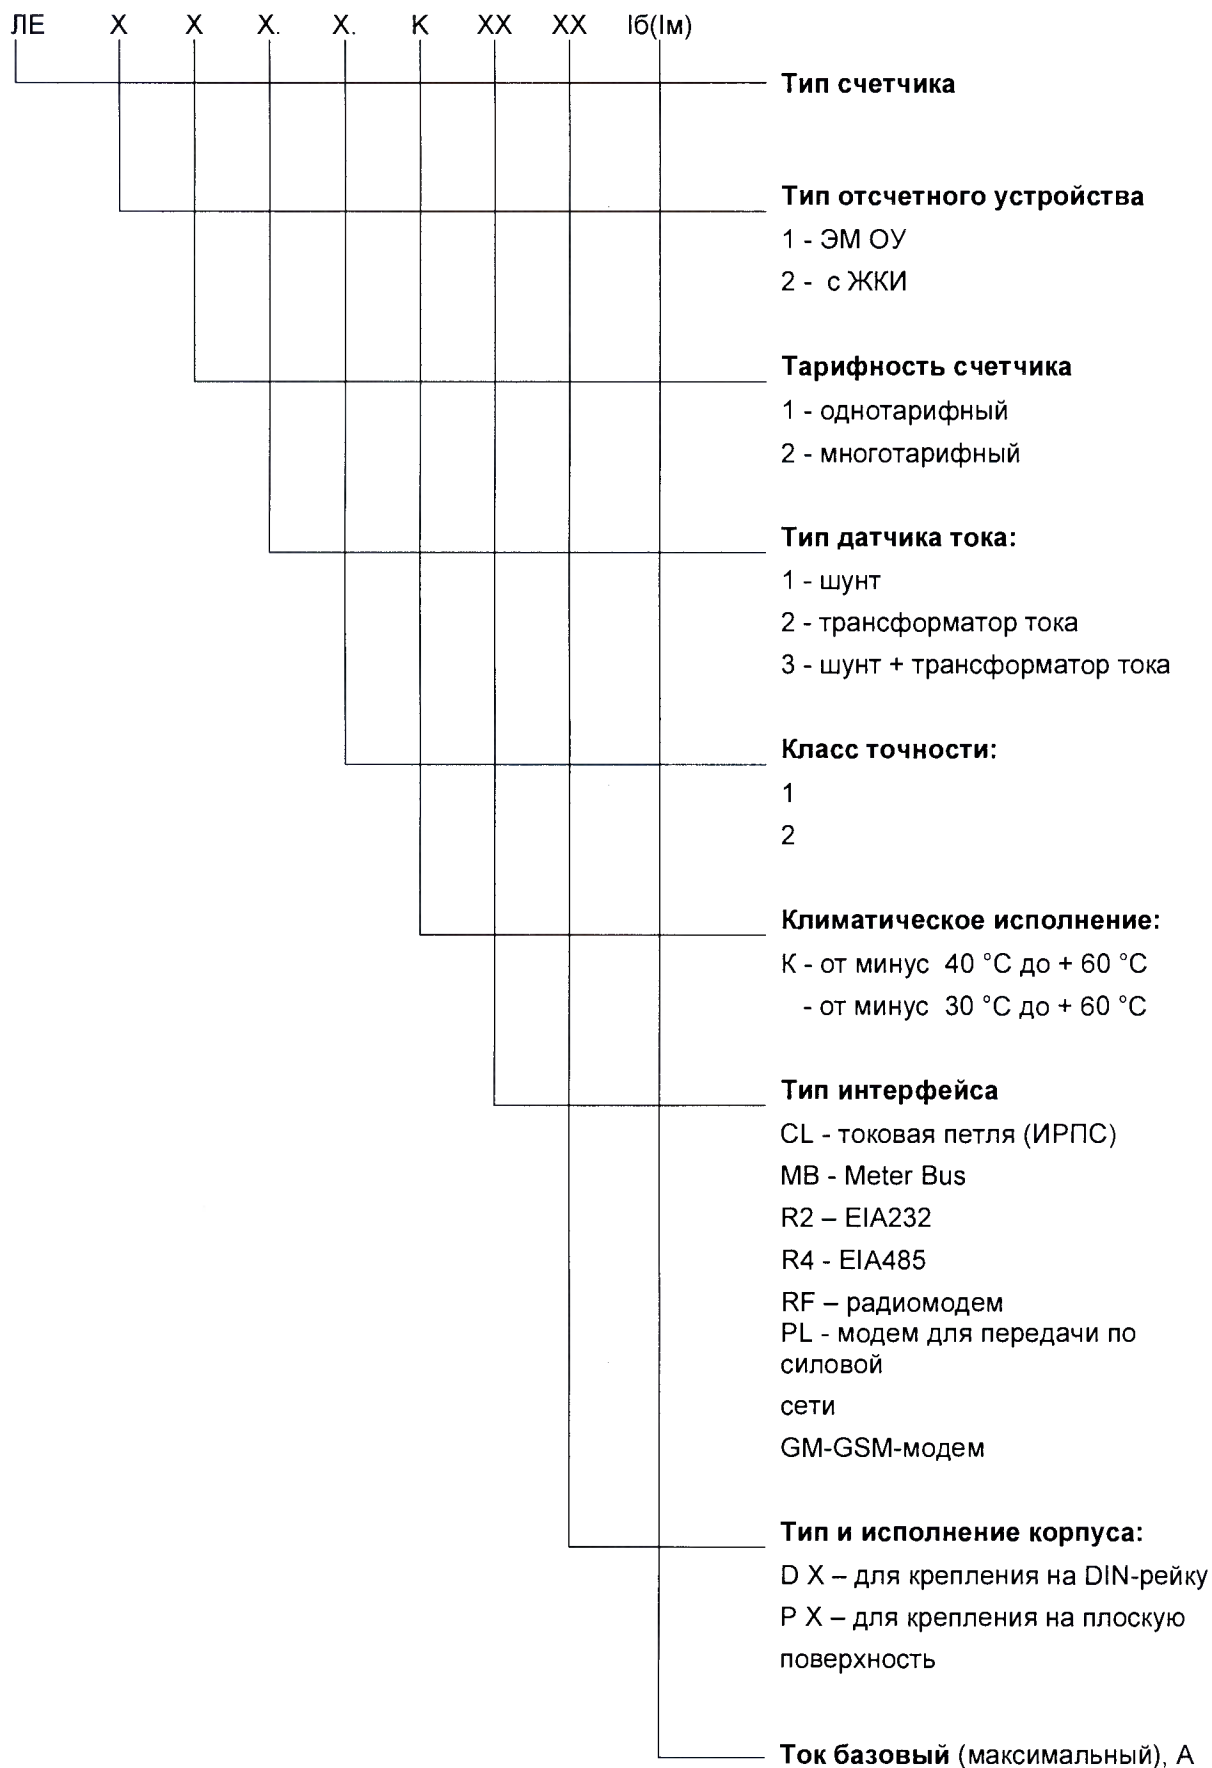 ЛЕ Х Х Х. Х. К ХХ ХХ Iб(Iм)
Тип счетчика
Тип отсчетного устройства
1 - ЭМ ОУ
2 - с ЖКИ
Тарифность счетчика
1 - однотарифный
2 - многотарифный
Тип датчика тока:
1 - шунт
2 - трансформатор тока
3 - шунт + трансформатор тока
Класс точности:
1
2
Климатическое исполнение:
К - от минус 40 °С до + 60 °С
- от минус 30 °С до + 60 °С
Тип интерфейса
CL - токовая петля (ИРПС)
MB - Meter Bus
R2 – EIA232
R4 - EIA485
RF – радиомодем
PL - модем для передачи по
силовой
сети
GM-GSM-модем
Тип и исполнение корпуса:
D X – для крепления на DIN-рейку
P X – для крепления на плоскую
поверхность
Ток базовый (максимальный), А